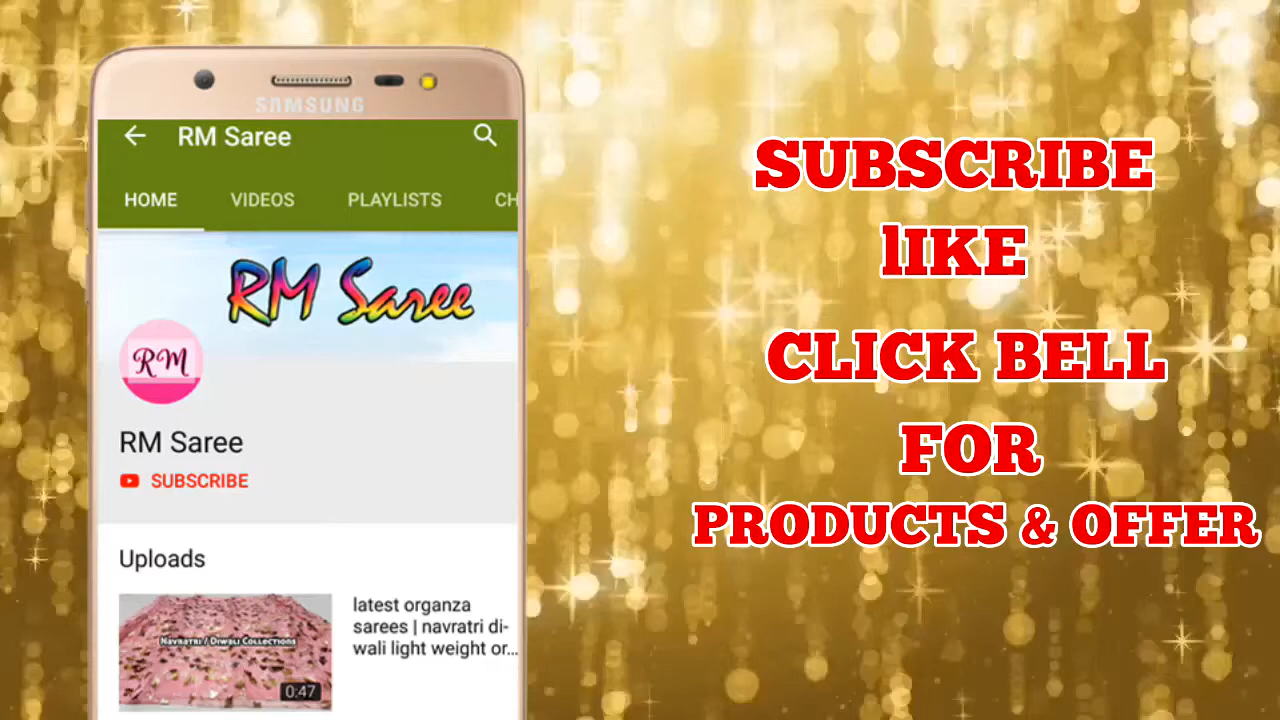 SAMSUNG
RM Saree
HOME VIDEOS PLAYLISTS CH
RM Saree
RM
RM Saree
SUBSCRIBE
Uploads
Navratri / Diwali Collections
0:47
latest organza
sarees | navratri di-
wali light weight or...
SUBSCRIBE
lIKE
CLICK BELL
FOR
PRODUCTS & OFFER